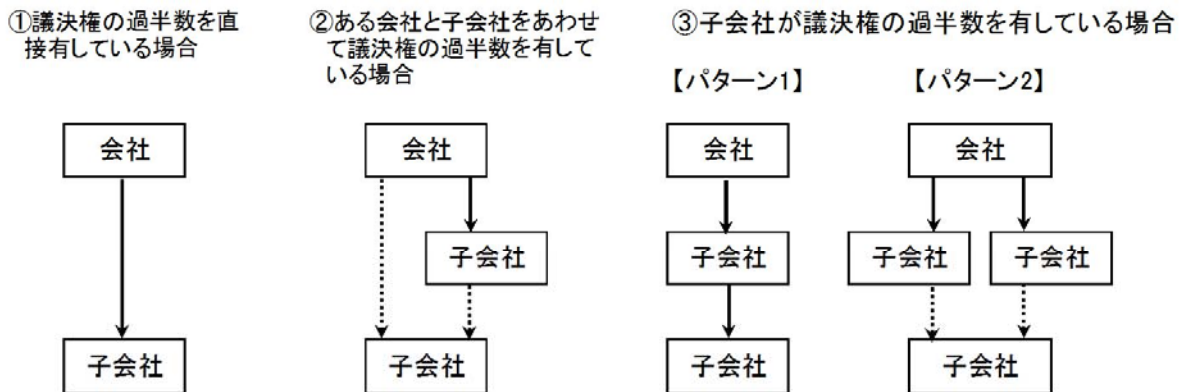 ①議決権の過半数を直
接有している場合
②ある会社と子会社をあわせ
て議決権の過半数を有して
いる場合
③子会社が議決権の過半数を有している場合
【パターン1】
【パターン2】
会社
会社
会社
会社
子会社
子会社
子会社
子会社
子会社
子会社
子会社
子会社